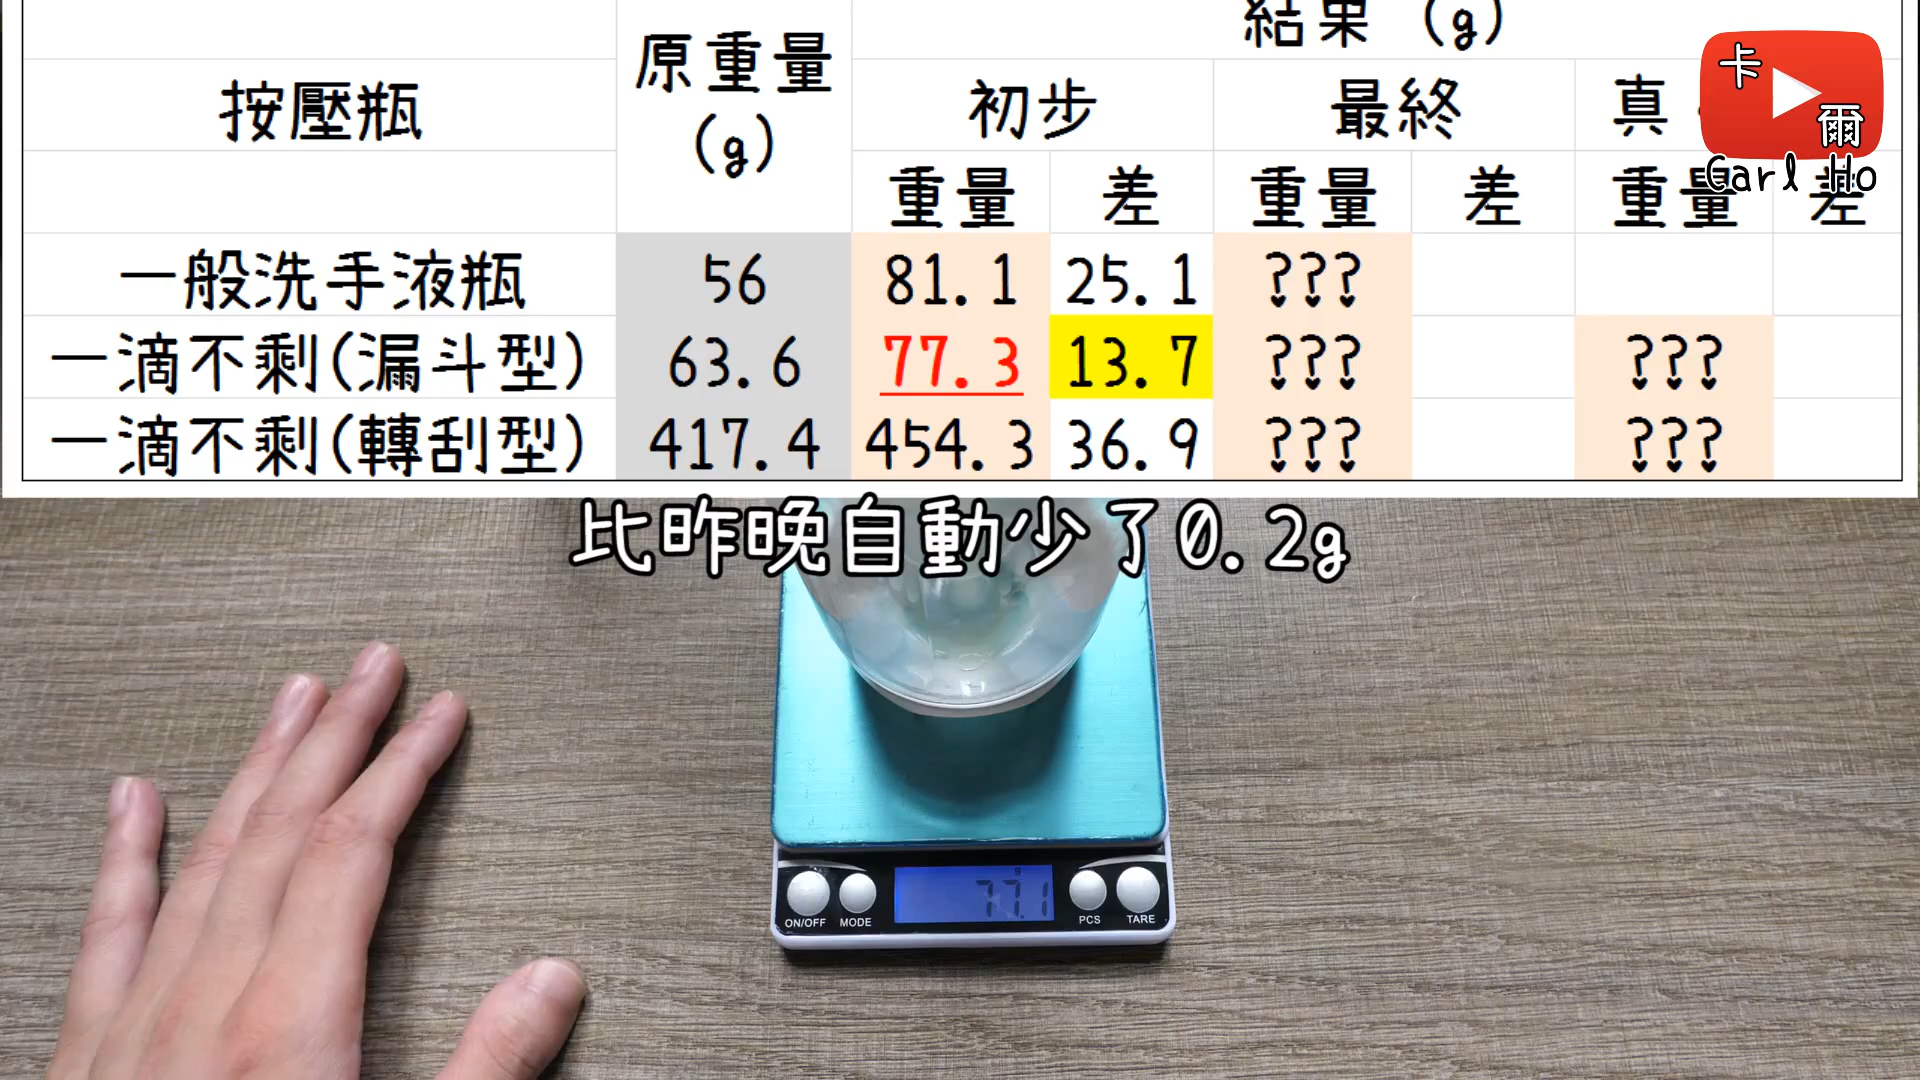 結果 (g)
按壓瓶 原重量 (g) 初步 最終 真
重量 差 重量 差 重量 差
一般洗手液瓶 56 81.1 25.1 ???
一滴不剩(漏斗型) 63.6 77.3 13.7 ??? ???
一滴不剩(轉刮型) 417.4 454.3 36.9 ??? ???
卡爾
Carl Ho
比昨晚自動少了0.2g
g
77.1
ON/OFF MODE PCS TARE